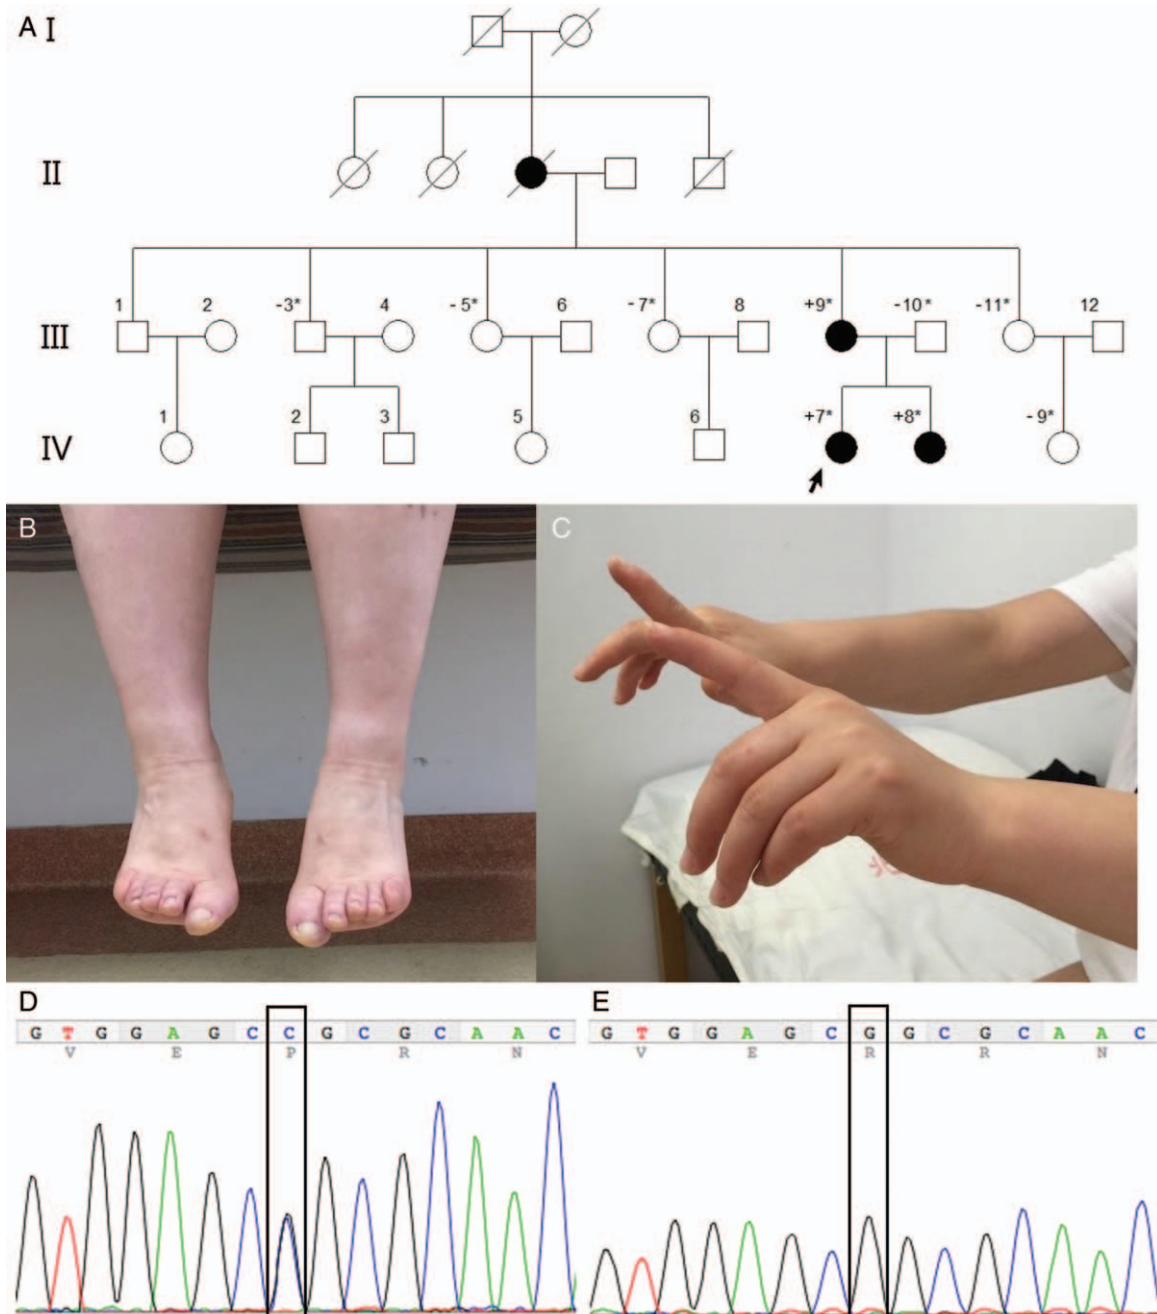 A I
II
1 2 -3* 4 -5* 6 -7* 8 +9* -10* -11* 12
III
1 2 3 5 6 +7* +8* -9*
IV
B C
D E
G T G G A G C C G C G C A A C G T G G A G C G G C G C A A C
V E P R N V E R R N